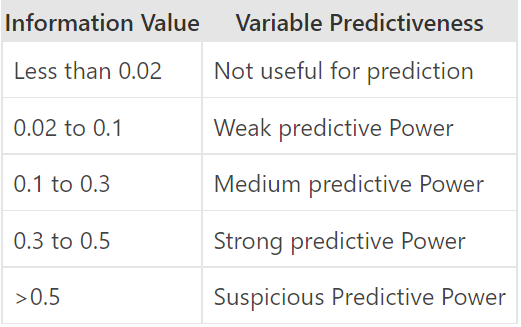 Information Value Variable Predictiveness
Less than 0.02 Not useful for prediction
0.02 to 0.1 Weak predictive Power
0.1 to 0.3 Medium predictive Power
0.3 to 0.5 Strong predictive Power
>0.5 Suspicious Predictive Power